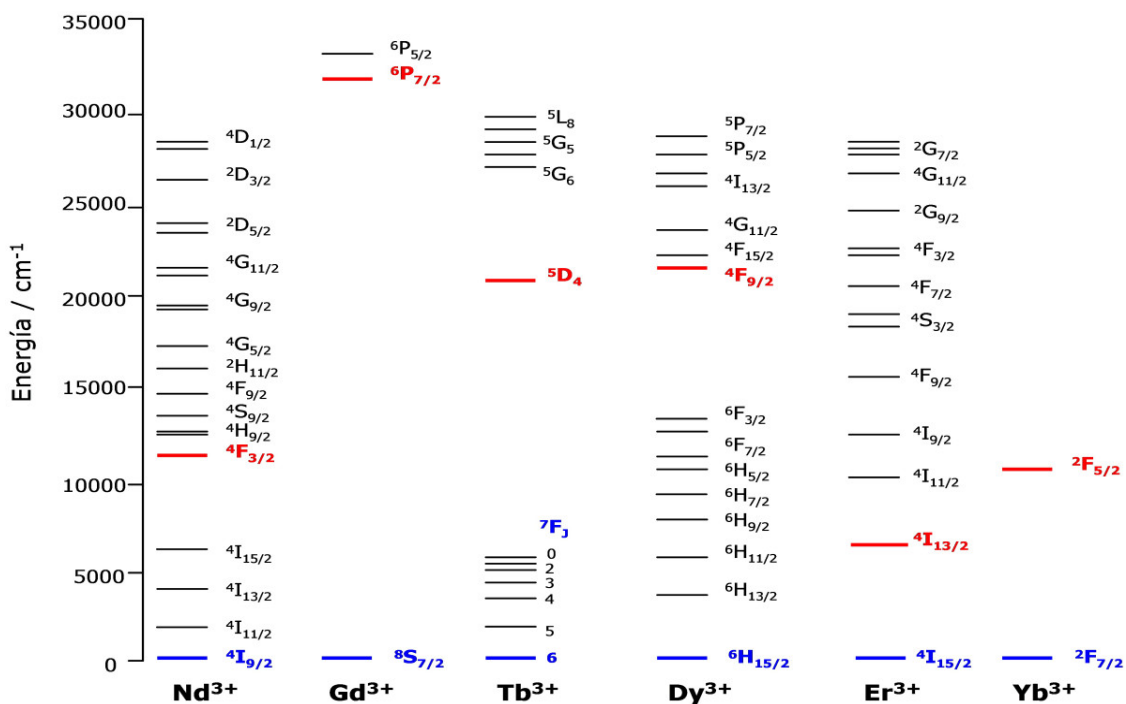 Energía / cm⁻¹
35000
30000
25000
20000
15000
10000
5000
0
⁴D₁/₂
²D₃/₂
²D₅/₂
⁴G₁₁/₂
⁴G₉/₂
⁴G₅/₂
²H₁₁/₂
⁴F₉/₂
⁴S₉/₂
⁴H₉/₂
⁴F₃/₂
⁴I₁₅/₂
⁴I₁₃/₂
⁴I₁₁/₂
⁴I₉/₂
Nd³⁺
⁶P₅/₂
⁶P₇/₂
⁸S₇/₂
Gd³⁺
⁵L₈
⁵G₅
⁵G₆
⁵D₄
⁷F_J
0
2
3
4
5
6
Tb³⁺
⁵P₇/₂
⁵P₅/₂
⁴I₁₃/₂
⁴G₁₁/₂
⁴F₁₅/₂
⁴F₉/₂
⁶F₃/₂
⁶F₇/₂
⁶H₅/₂
⁶H₇/₂
⁶H₉/₂
⁶H₁₁/₂
⁶H₁₃/₂
⁶H₁₅/₂
Dy³⁺
²G₇/₂
⁴G₁₁/₂
²G₉/₂
⁴F₃/₂
⁴F₇/₂
⁴S₃/₂
⁴F₉/₂
⁴I₉/₂
⁴I₁₁/₂
⁴I₁₃/₂
⁴I₁₅/₂
Er³⁺
²F₅/₂
²F₇/₂
Yb³⁺